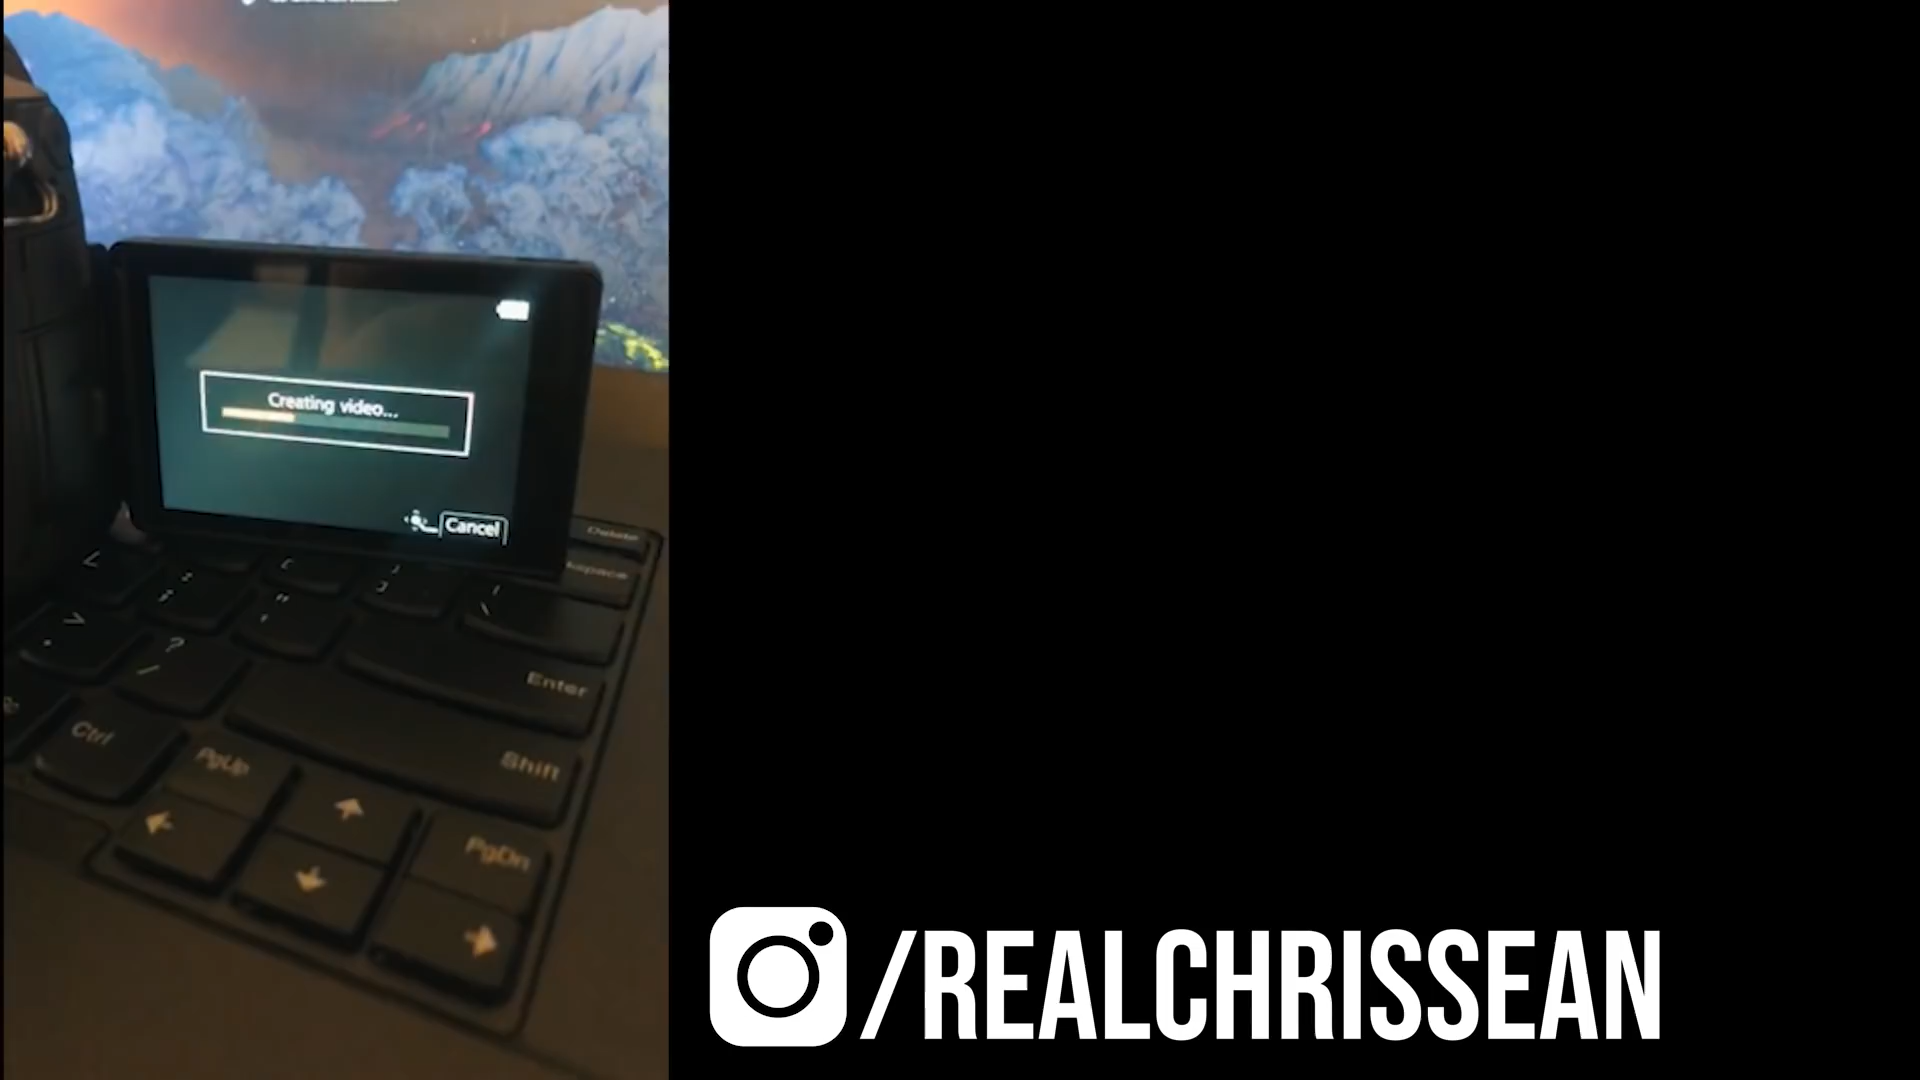 Creating video...
Cancel
Delete
Enter
Shift
Ctrl
PgUp
PgDn
/REALCHRISSEAN